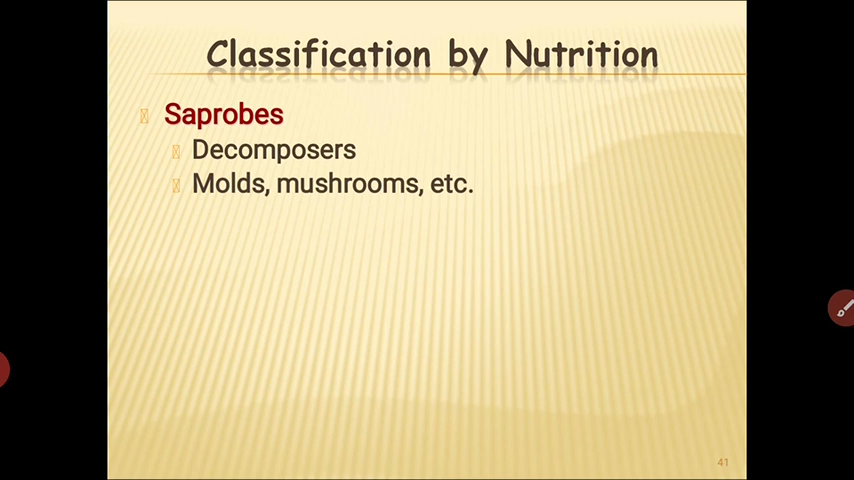 Classification by Nutrition
Saprobes
Decomposers
Molds, mushrooms, etc.
41